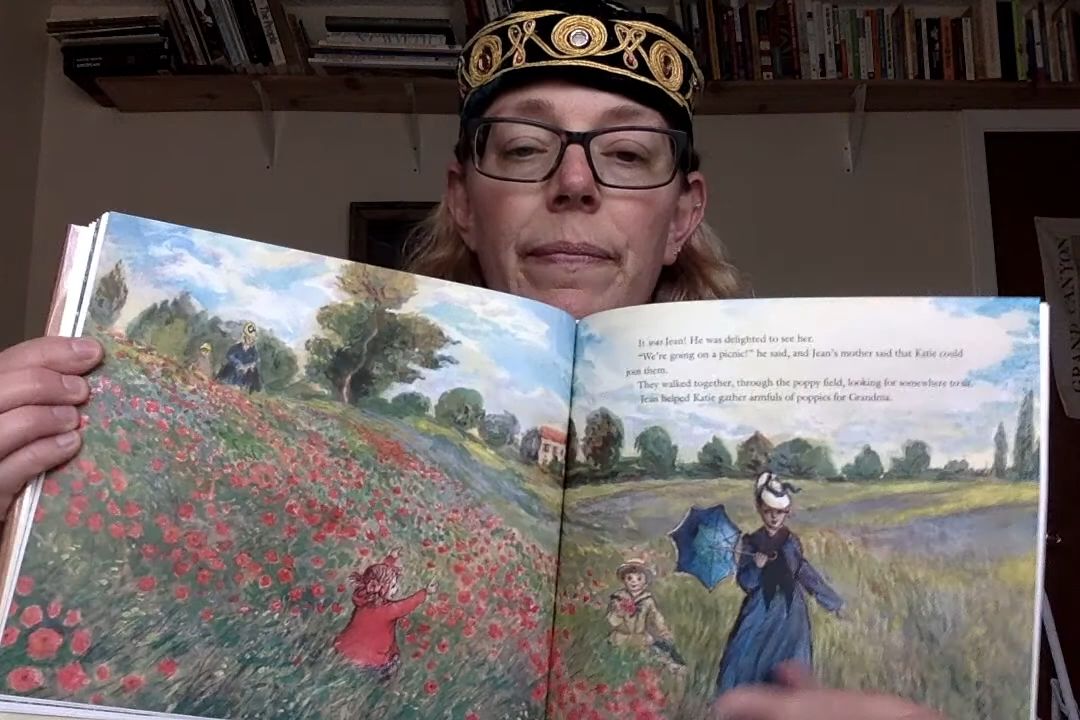 It was Jean! He was delighted to see her.
"We're going on a picnic!" he said, and Jean's mother said that Katie could
join them.
They walked together, through the poppy field, looking for somewhere to sit.
Jean helped Katie gather armfuls of poppies for Grandma.
GRAND CANYON